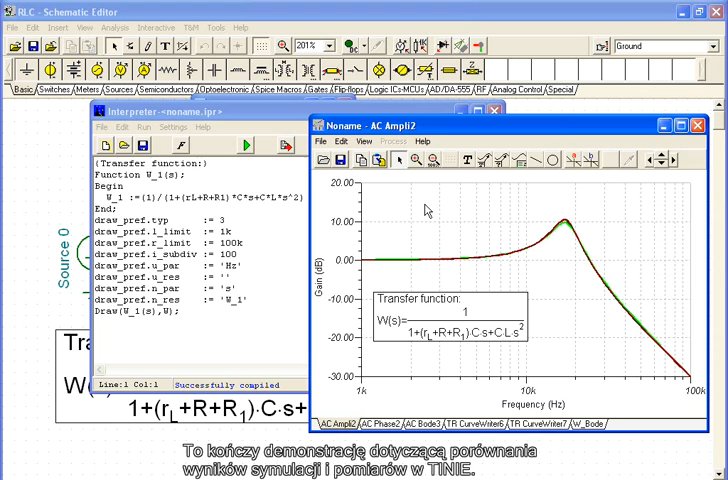 RLC - Schematic Editor
File Edit Insert View Analysis Interactive T&M Tools Help
201%
DC
Ground
Basic Switches Meters Sources Semiconductors Optoelectronic Spice Macros Gates Flip-flops Logic ICs-MCUs AD/DA-555 RF Analog Control Special
Interpreter-<noname.ipr>
File Edit Run Settings Help
{Transfer function:}
Function W_1(s);
Begin
W_1 :=(1)/(1+(rL+R+R1)*C*s+C*L*s^2)
End;
draw_pref.typ := 3
draw_pref.l_limit := 1k
draw_pref.r_limit := 100k
draw_pref.i_subdiv := 100
draw_pref.u_par := 'Hz'
draw_pref.u_res := ''
draw_pref.n_par := 's'
draw_pref.n_res := 'W_1'
Draw(W_1(s),W);
Line:1 Col:1 Successfully compiled
Noname - AC Ampli2
File Edit View Process Help
20.00
10.00
0.00
-10.00
-20.00
-30.00
Gain (dB)
Transfer function:
W(s)=1/1+(rL+R+R1)·C·s+C·L·s2
1k 10k 100k
Frequency (Hz)
AC Ampli2 AC Phase2 AC Bode3 TR CurveWriter6 TR CurveWriter7 W_Bode
Source 0
Tra
W(
1+(rL+R+R1)·C·s+
To kończy demonstrację dotyczącą porównania
wyników symulacji i pomiarów w TINIE.